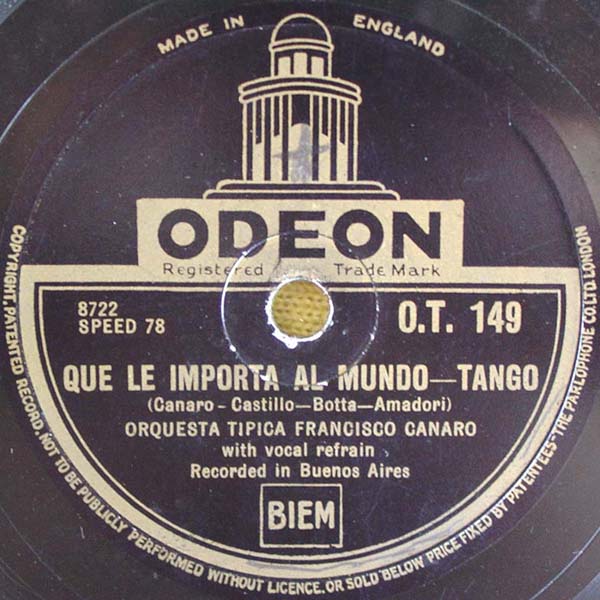 MADE IN ENGLAND
ODEON
Registered Trade Mark
8722
SPEED 78
O.T. 149
QUE LE IMPORTA AL MUNDO—TANGO
(Canaro-Castillo—Botta—Amadori)
ORQUESTA TIPICA FRANCISCO CANARO
with vocal refrain
Recorded in Buenos Aires
BIEM
COPYRIGHT, PATENTED RECORD, NOT TO BE PUBLICLY PERFORMED WITHOUT LICENCE, OR SOLD BELOW PRICE FIXED BY PATENTEES-THE PARLOPHONE CO. LTD. LONDON